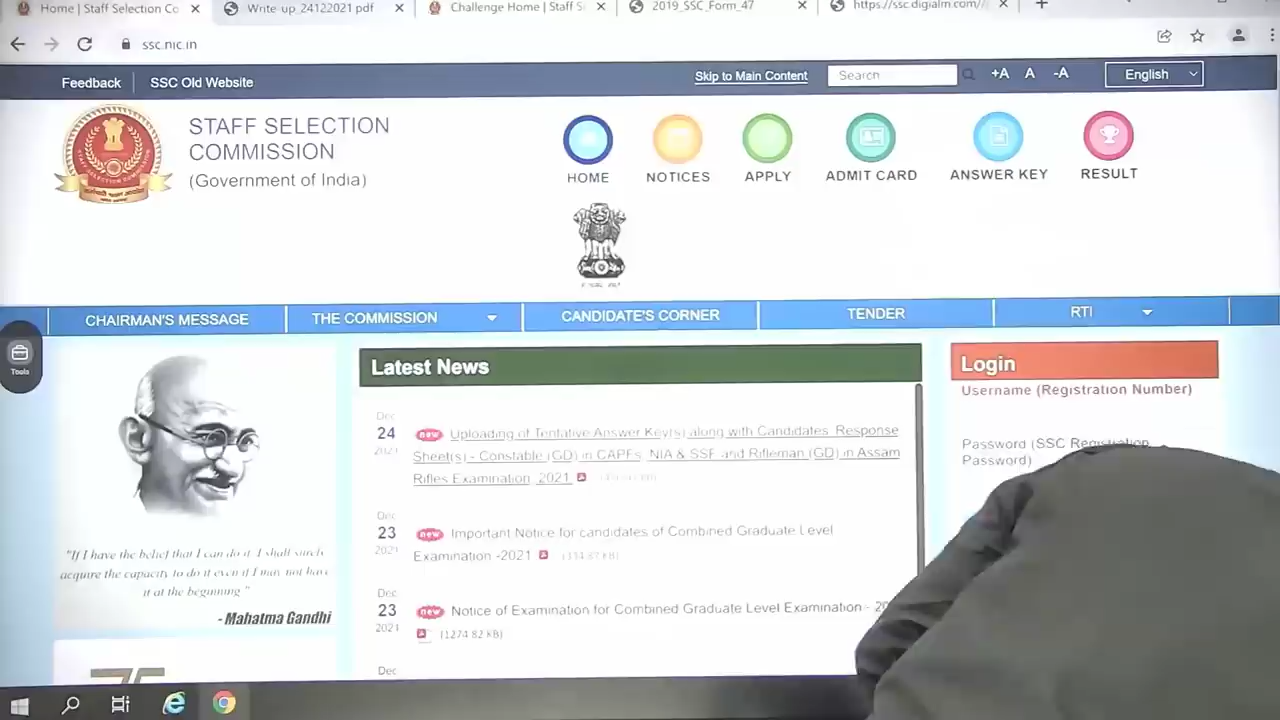 Home | Staff Selection Co
Write up_24122021 pdf
Challenge Home | Staff S
2019_SSC_Form_47
https://ssc.digialm.com//
ssc.nic.in
Feedback
SSC Old Website
Skip to Main Content
Search
+A A -A
English
STAFF SELECTION
COMMISSION
(Government of India)
HOME
NOTICES
APPLY
ADMIT CARD
ANSWER KEY
RESULT
CHAIRMAN'S MESSAGE
THE COMMISSION
CANDIDATE'S CORNER
TENDER
RTI
Tools
"If I have the belief that I can do it I shall surely
acquire the capacity to do it even if I may not have
it at the beginning "
- Mahatma Gandhi
75
Latest News
Dec
24
2021
new Uploading of Tentative Answer Key(s) along with Candidates Response
Sheet(s) - Constable (GD) in CAPFs, NIA & SSF and Rifleman (GD) in Assam
Rifles Examination, 2021
Dec
23
2021
new Important Notice for candidates of Combined Graduate Level
Examination -2021 (334.87 KB)
Dec
23
2021
new Notice of Examination for Combined Graduate Level Examination - 20
(1274.82 KB)
Dec
Login
Username (Registration Number)
Password (SSC Registration
Password)